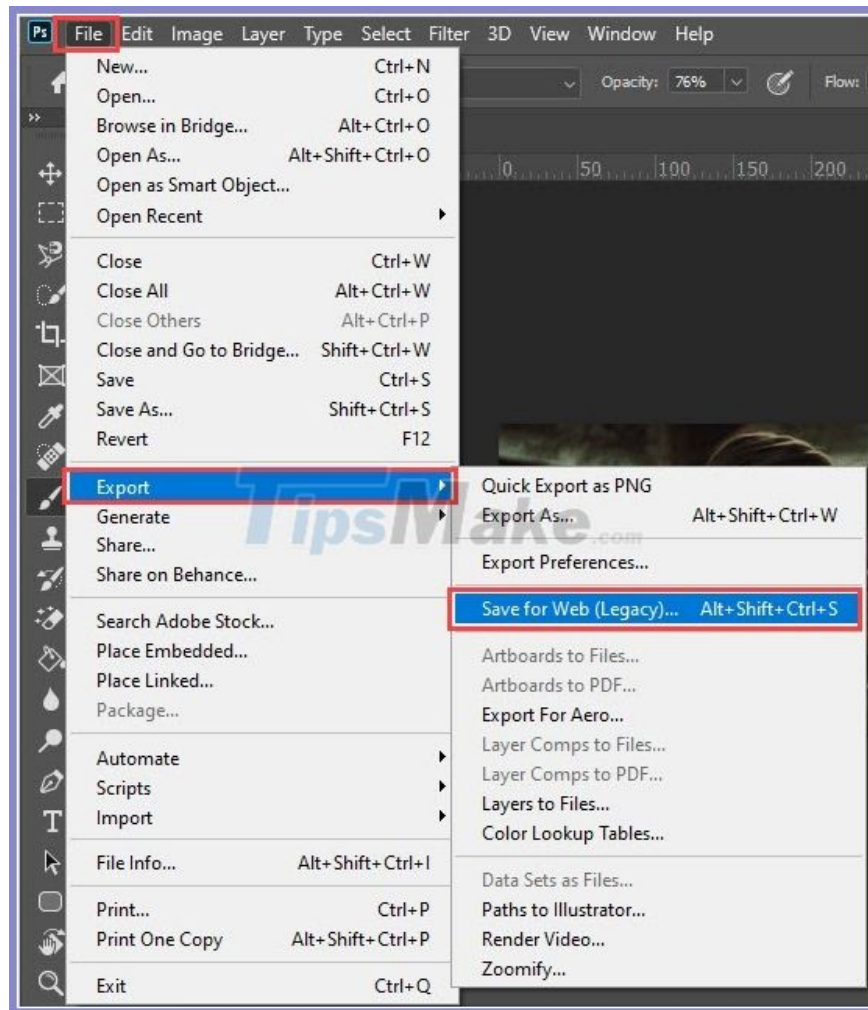 Ps File Edit Image Layer Type Select Filter 3D View Window Help
Opacity: 76% Flow:
0 50 100 150 200
New... Ctrl+N
Open... Ctrl+O
Browse in Bridge... Alt+Ctrl+O
Open As... Alt+Shift+Ctrl+O
Open as Smart Object...
Open Recent
Close Ctrl+W
Close All Alt+Ctrl+W
Close Others Alt+Ctrl+P
Close and Go to Bridge... Shift+Ctrl+W
Save Ctrl+S
Save As... Shift+Ctrl+S
Revert F12
Export
Generate
Share...
Share on Behance...
Search Adobe Stock...
Place Embedded...
Place Linked...
Package...
Automate
Scripts
Import
File Info... Alt+Shift+Ctrl+I
Print... Ctrl+P
Print One Copy Alt+Shift+Ctrl+P
Exit Ctrl+Q
Quick Export as PNG
Export As... Alt+Shift+Ctrl+W
Export Preferences...
Save for Web (Legacy)... Alt+Shift+Ctrl+S
Artboards to Files...
Artboards to PDF...
Export For Aero...
Layer Comps to Files...
Layer Comps to PDF...
Layers to Files...
Color Lookup Tables...
Data Sets as Files...
Paths to Illustrator...
Render Video...
Zoomify...
TipsMake.com